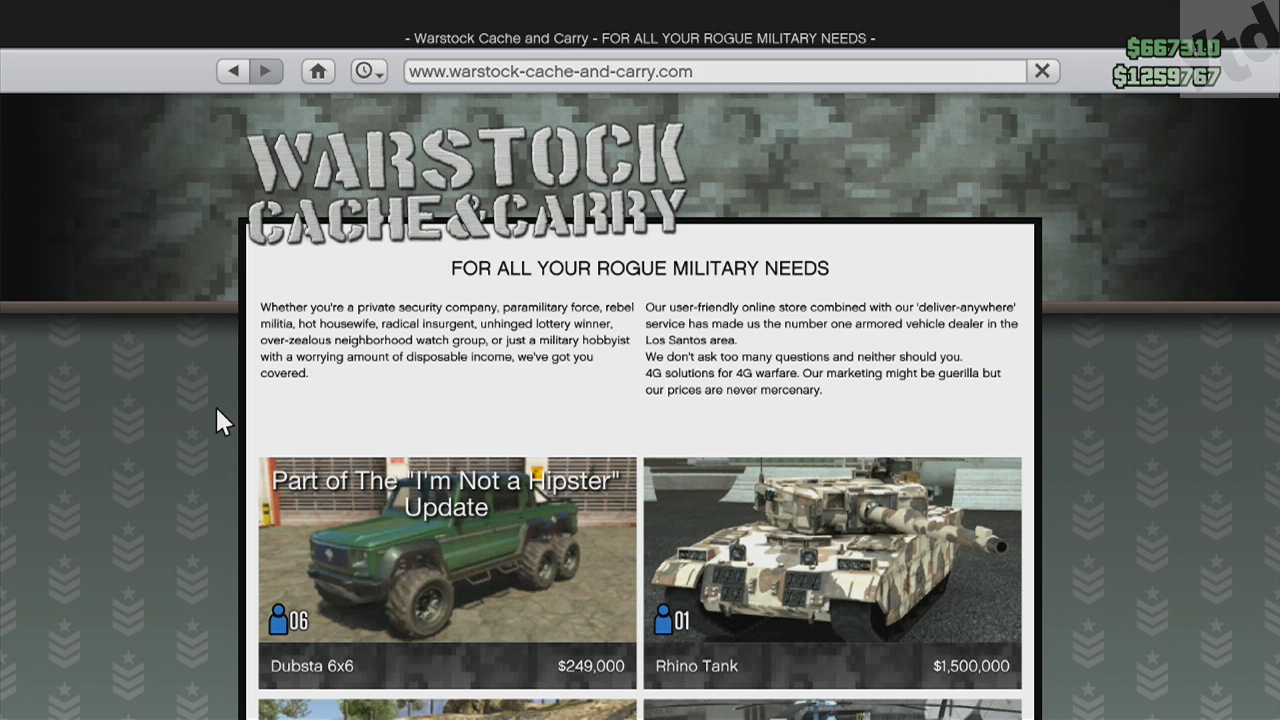 - Warstock Cache and Carry - FOR ALL YOUR ROGUE MILITARY NEEDS -
www.warstock-cache-and-carry.com
$667310
$1259767
ytd
WARSTOCK
CACHE&CARRY
FOR ALL YOUR ROGUE MILITARY NEEDS
Whether you're a private security company, paramilitary force, rebel
militia, hot housewife, radical insurgent, unhinged lottery winner,
over-zealous neighborhood watch group, or just a military hobbyist
with a worrying amount of disposable income, we've got you
covered.
Our user-friendly online store combined with our 'deliver-anywhere'
service has made us the number one armored vehicle dealer in the
Los Santos area.
We don't ask too many questions and neither should you.
4G solutions for 4G warfare. Our marketing might be guerilla but
our prices are never mercenary.
Part of The "I'm Not a Hipster"
Update
06
Dubsta 6x6 $249,000
01
Rhino Tank $1,500,000